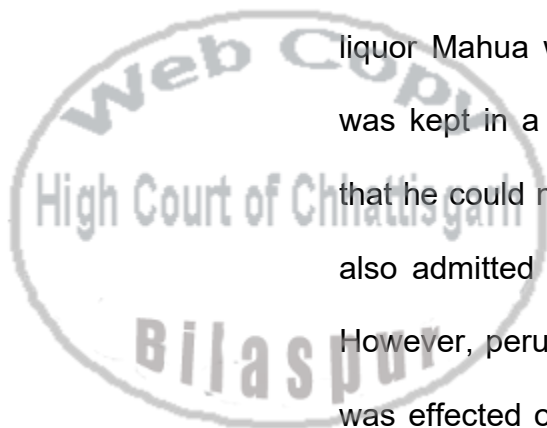 liquor Mahua
was kept in a
that he could
also admitted
However,
was effected
Web Copy
High Court of Chhattisgarh
Bilaspur